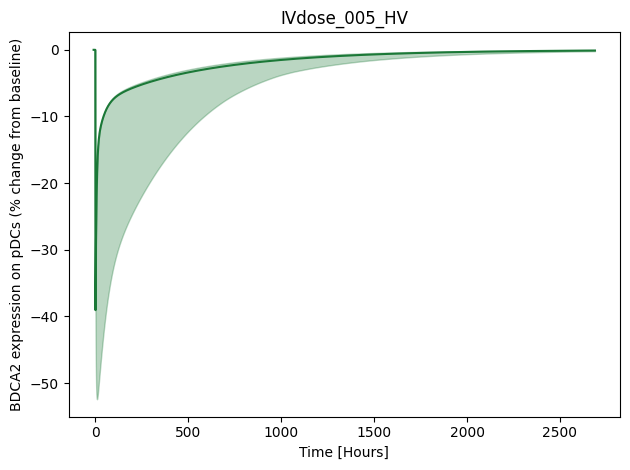 IVdose_005_HV
BDCA2 expression on pDCs (% change from baseline)
0
−10
−20
−30
−40
−50
0 500 1000 1500 2000 2500
Time [Hours]